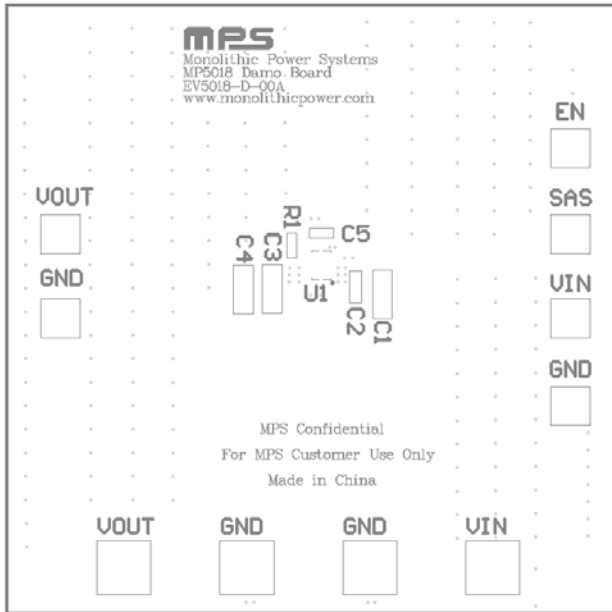 mps
Monolithic Power Systems
MP5018 Damo Board
EV5018-D-00A
www.monolithicpower.com
EN
SAS
VOUT
GND
R1
C5
C4
C3
U1
C2
C1
VIN
GND
MPS Confidential
For MPS Customer Use Only
Made in China
VOUT
GND
GND
VIN